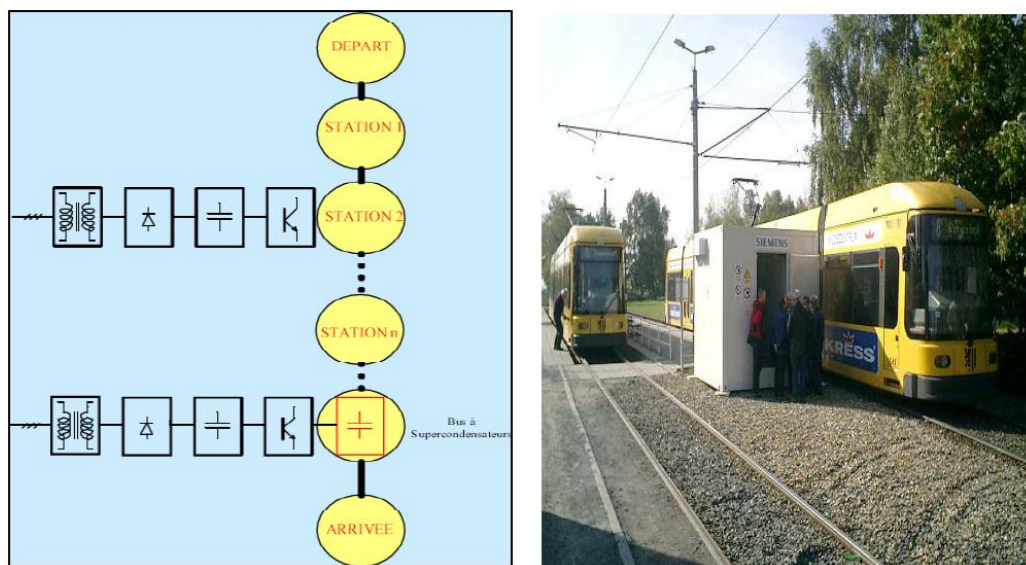 DEPART
STATION 1
STATION 2
STATION n
Bus à
Supercondensateurs
ARRIVEE
SIEMENS
KRESS